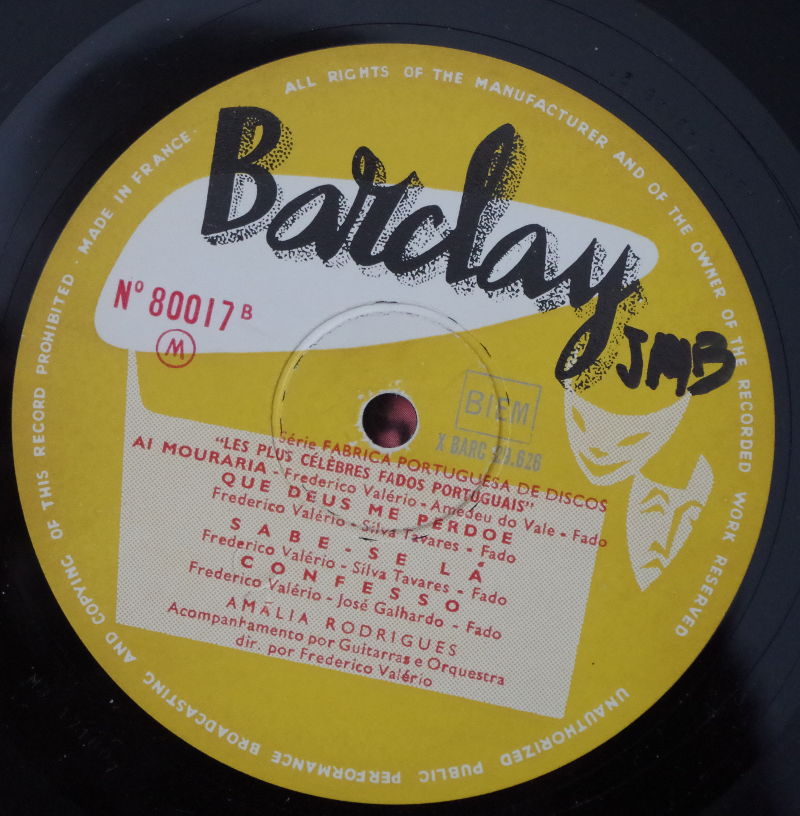 ALL RIGHTS OF THE MANUFACTURER AND OF THE OWNER OF THE RECORDED WORK RESERVED
UNAUTHORIZED PUBLIC PERFORMANCE BROADCASTING AND COPYING OF THIS RECORD PROHIBITED · MADE IN FRANCE ·
Barclay
JMB
Nº 80017 B
M
BIEM
X BARC
Série FABRICA PORTUGUESA DE DISCOS
"LES PLUS CÉLÈBRES FADOS PORTUGUAIS"
AI MOURARIA - Frederico Valério - Amadeu do Vale - Fado
QUE DEUS ME PERDOE
Frederico Valério - Silva Tavares - Fado
SABE-SE LÁ
Frederico Valério - Silva Tavares - Fado
CONFESSO
Frederico Valério - José Galhardo - Fado
AMÁLIA RODRIGUES
Acompanhamento por Guitarras e Orquestra
dir. por Frederico Valério